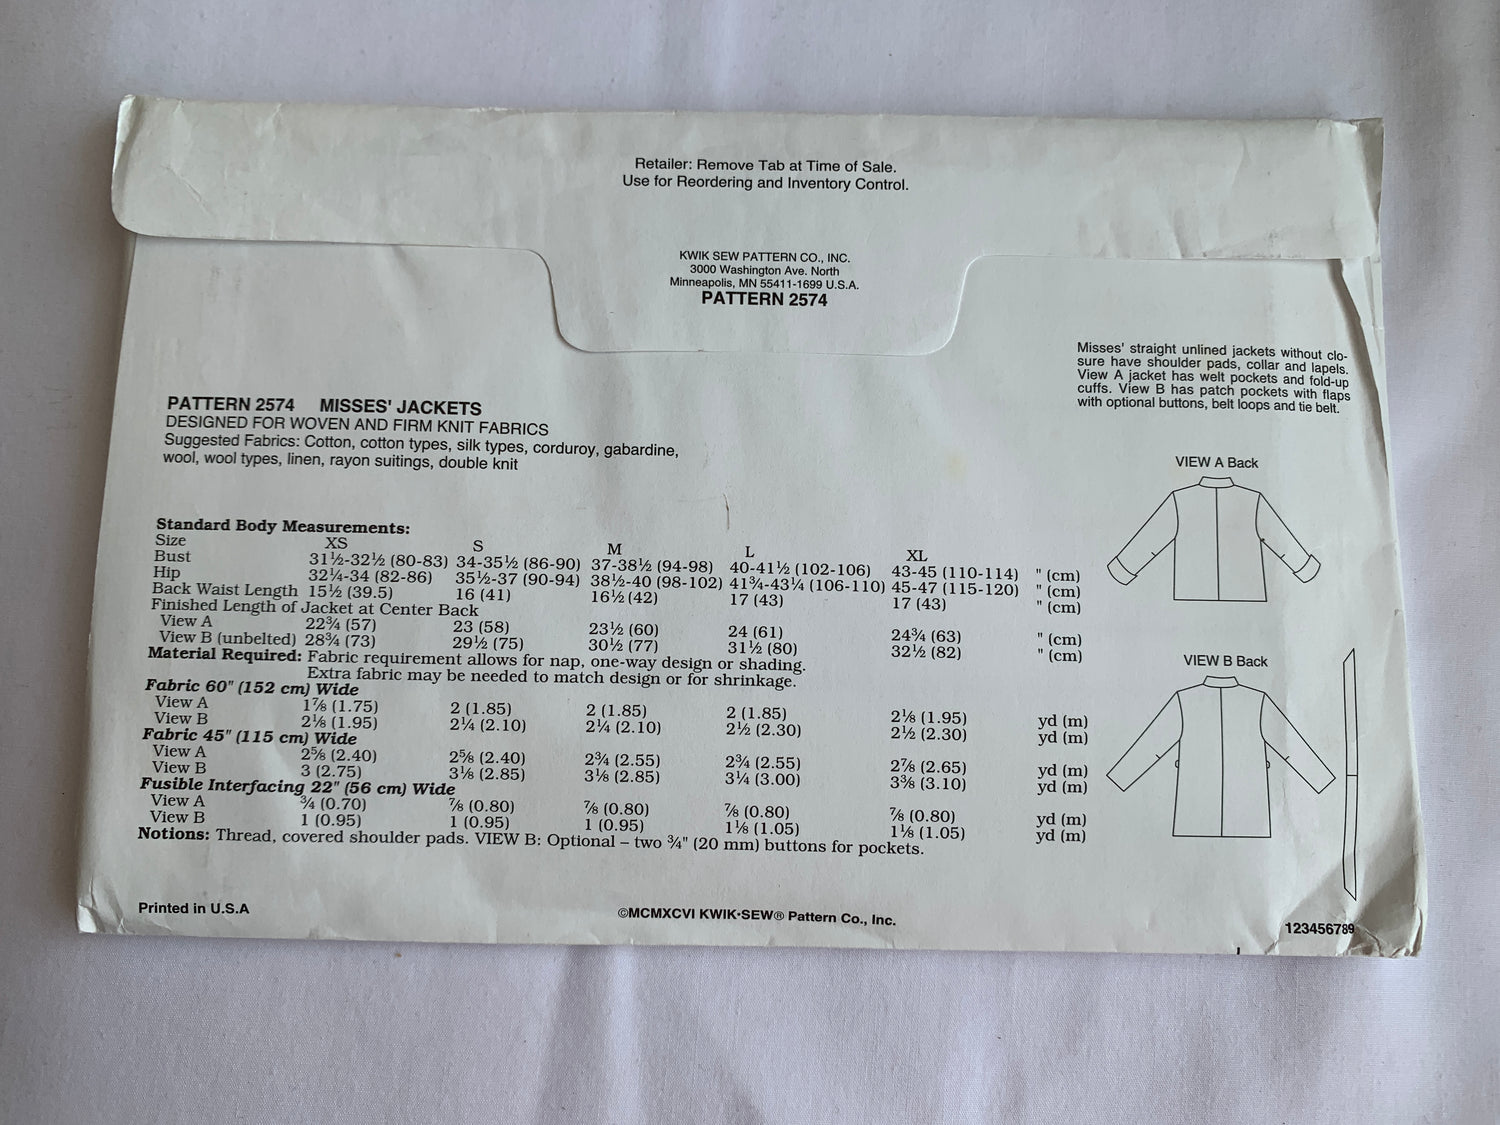 Retailer: Remove Tab at Time of Sale.
Use for Reordering and Inventory Control.
KWIK SEW PATTERN CO., INC.
3000 Washington Ave. North
Minneapolis, MN 55411-1699 U.S.A.
PATTERN 2574
Misses' straight unlined jackets without clo-
sure have shoulder pads, collar and lapels.
View A jacket has welt pockets and fold-up
cuffs. View B has patch pockets with flaps
with optional buttons, belt loops and tie belt.
PATTERN 2574 MISSES' JACKETS
DESIGNED FOR WOVEN AND FIRM KNIT FABRICS
Suggested Fabrics: Cotton, cotton types, silk types, corduroy, gabardine,
wool, wool types, linen, rayon suitings, double knit
VIEW A Back
Standard Body Measurements:
Size XS S M L XL
Bust 31½-32½ (80-83) 34-35½ (86-90) 37-38½ (94-98) 40-41½ (102-106) 43-45 (110-114) " (cm)
Hip 32¼-34 (82-86) 35½-37 (90-94) 38½-40 (98-102) 41¾-43¼ (106-110) 45-47 (115-120) " (cm)
Back Waist Length 15½ (39.5) 16 (41) 16½ (42) 17 (43) 17 (43) " (cm)
Finished Length of Jacket at Center Back
View A 22¾ (57) 23 (58) 23½ (60) 24 (61) 24¾ (63) " (cm)
View B (unbelted) 28¾ (73) 29½ (75) 30½ (77) 31½ (80) 32½ (82) " (cm)
Material Required: Fabric requirement allows for nap, one-way design or shading.
Extra fabric may be needed to match design or for shrinkage.
VIEW B Back
Fabric 60" (152 cm) Wide
View A 1⅞ (1.75) 2 (1.85) 2 (1.85) 2 (1.85) 2⅛ (1.95) yd (m)
View B 2⅛ (1.95) 2¼ (2.10) 2¼ (2.10) 2½ (2.30) 2½ (2.30) yd (m)
Fabric 45" (115 cm) Wide
View A 2⅝ (2.40) 2⅝ (2.40) 2¾ (2.55) 2¾ (2.55) 2⅞ (2.65) yd (m)
View B 3 (2.75) 3⅛ (2.85) 3⅛ (2.85) 3¼ (3.00) 3⅜ (3.10) yd (m)
Fusible Interfacing 22" (56 cm) Wide
View A ¾ (0.70) ⅞ (0.80) ⅞ (0.80) ⅞ (0.80) ⅞ (0.80) yd (m)
View B 1 (0.95) 1 (0.95) 1 (0.95) 1⅛ (1.05) 1⅛ (1.05) yd (m)
Notions: Thread, covered shoulder pads. VIEW B: Optional – two ¾" (20 mm) buttons for pockets.
Printed in U.S.A
©MCMXCVI KWIK•SEW® Pattern Co., Inc.
123456789